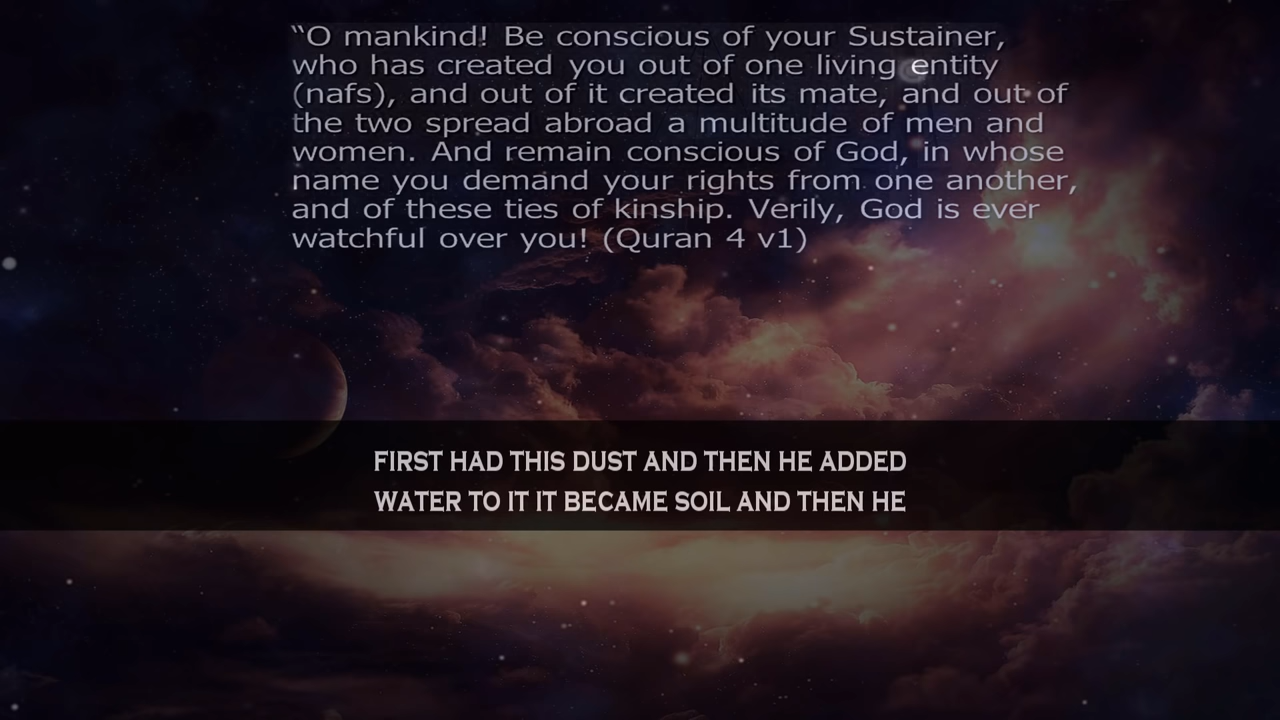 “O mankind! Be conscious of your Sustainer,
who has created you out of one living entity
(nafs), and out of it created its mate, and out of
the two spread abroad a multitude of men and
women. And remain conscious of God, in whose
name you demand your rights from one another,
and of these ties of kinship. Verily, God is ever
watchful over you! (Quran 4 v1)
FIRST HAD THIS DUST AND THEN HE ADDED
WATER TO IT IT BECAME SOIL AND THEN HE